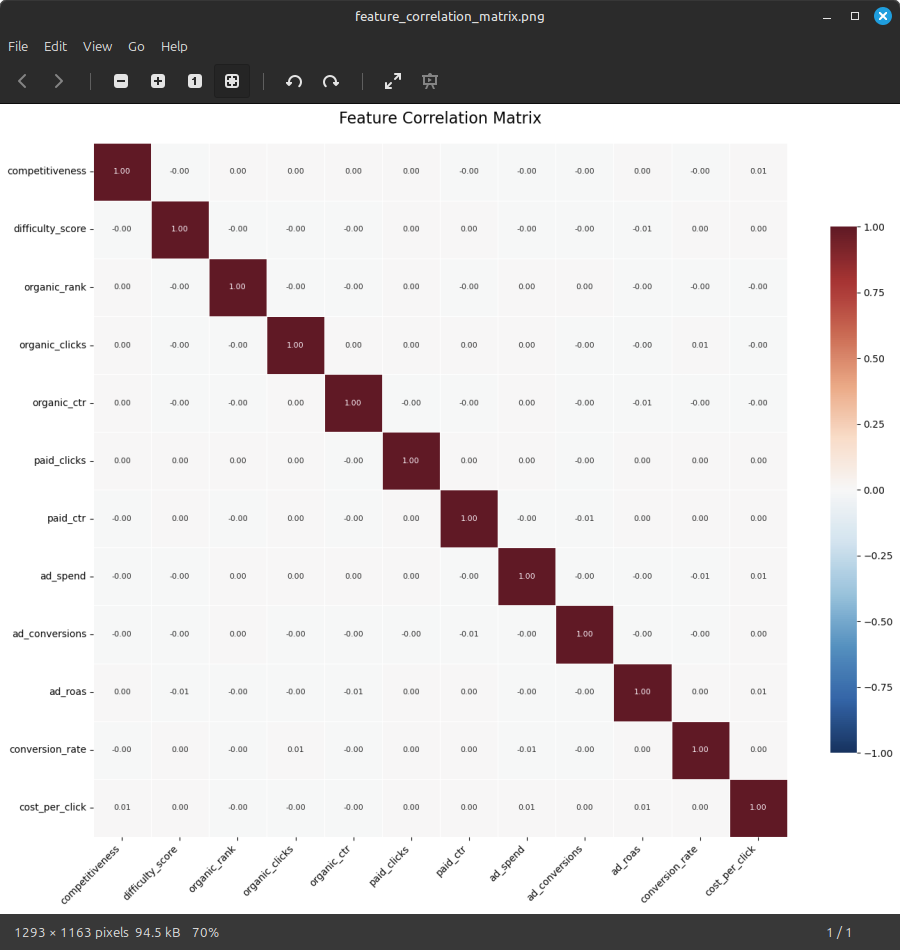 feature_correlation_matrix.png
File Edit View Go Help
1
Feature Correlation Matrix
competitiveness 1.00 -0.00 0.00 0.00 0.00 0.00 -0.00 -0.00 -0.00 0.00 -0.00 0.01
difficulty_score -0.00 1.00 -0.00 -0.00 -0.00 0.00 0.00 -0.00 -0.00 -0.01 0.00 0.00
organic_rank 0.00 -0.00 1.00 -0.00 -0.00 0.00 -0.00 0.00 0.00 -0.00 -0.00 -0.00
organic_clicks 0.00 -0.00 -0.00 1.00 0.00 0.00 0.00 0.00 -0.00 -0.00 0.01 -0.00
organic_ctr 0.00 -0.00 -0.00 0.00 1.00 -0.00 -0.00 0.00 -0.00 -0.01 -0.00 -0.00
paid_clicks 0.00 0.00 0.00 0.00 -0.00 1.00 0.00 0.00 -0.00 0.00 0.00 0.00
paid_ctr -0.00 0.00 -0.00 0.00 -0.00 0.00 1.00 -0.00 -0.01 0.00 0.00 0.00
ad_spend -0.00 -0.00 0.00 0.00 0.00 0.00 -0.00 1.00 -0.00 -0.00 -0.01 0.01
ad_conversions -0.00 -0.00 0.00 -0.00 -0.00 -0.00 -0.01 -0.00 1.00 -0.00 -0.00 0.00
ad_roas 0.00 -0.01 -0.00 -0.00 -0.01 0.00 0.00 -0.00 -0.00 1.00 0.00 0.01
conversion_rate -0.00 0.00 -0.00 0.01 -0.00 0.00 0.00 -0.01 -0.00 0.00 1.00 0.00
cost_per_click 0.01 0.00 -0.00 -0.00 -0.00 0.00 0.00 0.01 0.00 0.01 0.00 1.00
competitiveness difficulty_score organic_rank organic_clicks organic_ctr paid_clicks paid_ctr ad_spend ad_conversions ad_roas conversion_rate cost_per_click
1.00
0.75
0.50
0.25
0.00
−0.25
−0.50
−0.75
−1.00
1293 × 1163 pixels 94.5 kB 70% 1 / 1